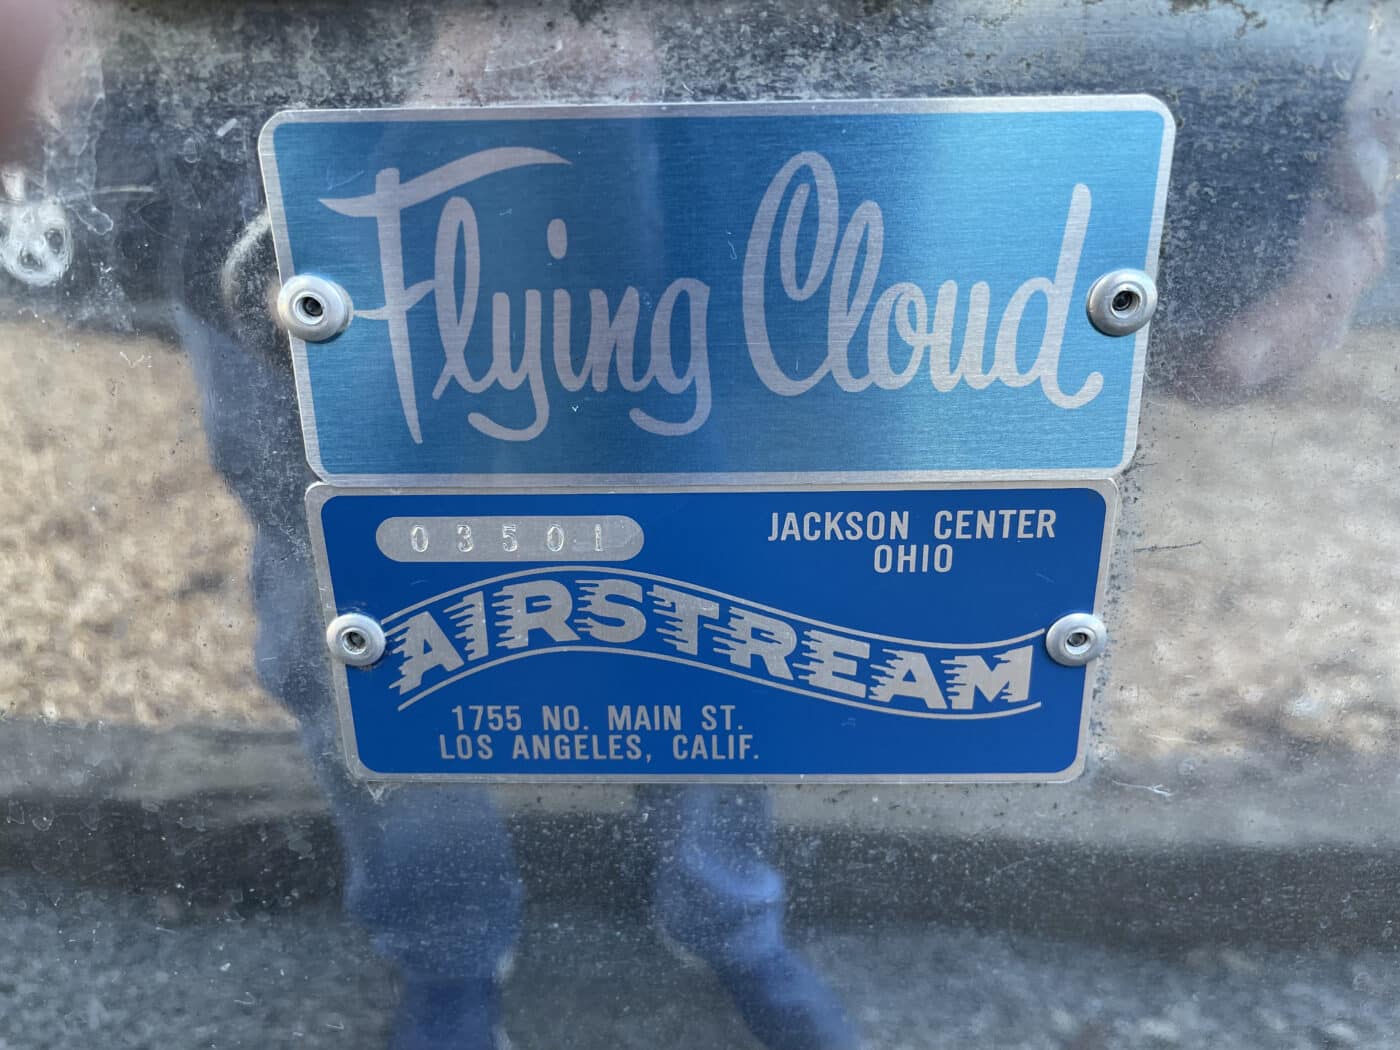 Flying Cloud
03501
JACKSON CENTER
OHIO
AIRSTREAM
1755 NO. MAIN ST.
LOS ANGELES, CALIF.